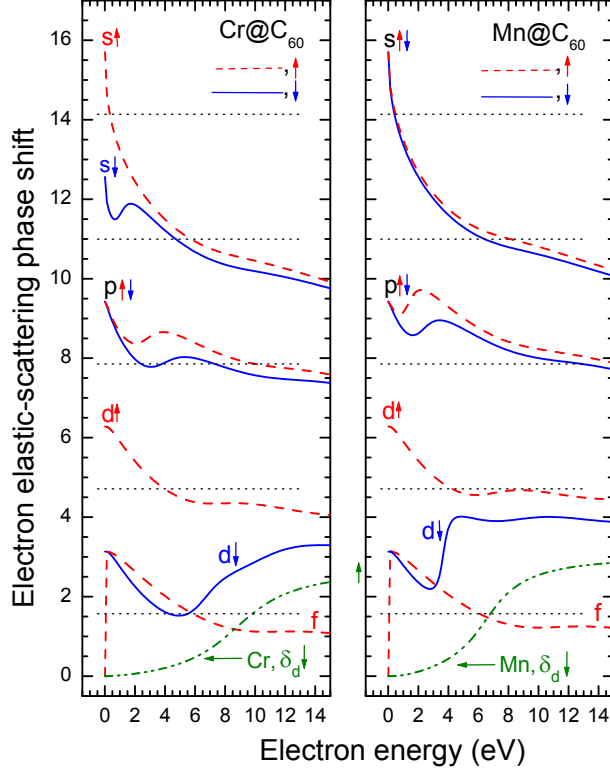 Electron elastic-scattering phase shift
16
14
12
10
8
6
4
2
0
Cr@C₆₀
- - - - -, ↑
———, ↓
s↑
s↓
p↑↓
d↑
d↓
f
Cr, δ_d↓
0 2 4 6 8 10 12 14
Mn@C₆₀
- - - - -, ↑
———, ↓
s↑↓
p↑↓
d↑
d↓
↑
f
Mn, δ_d↓
0 2 4 6 8 10 12 14
Electron energy (eV)